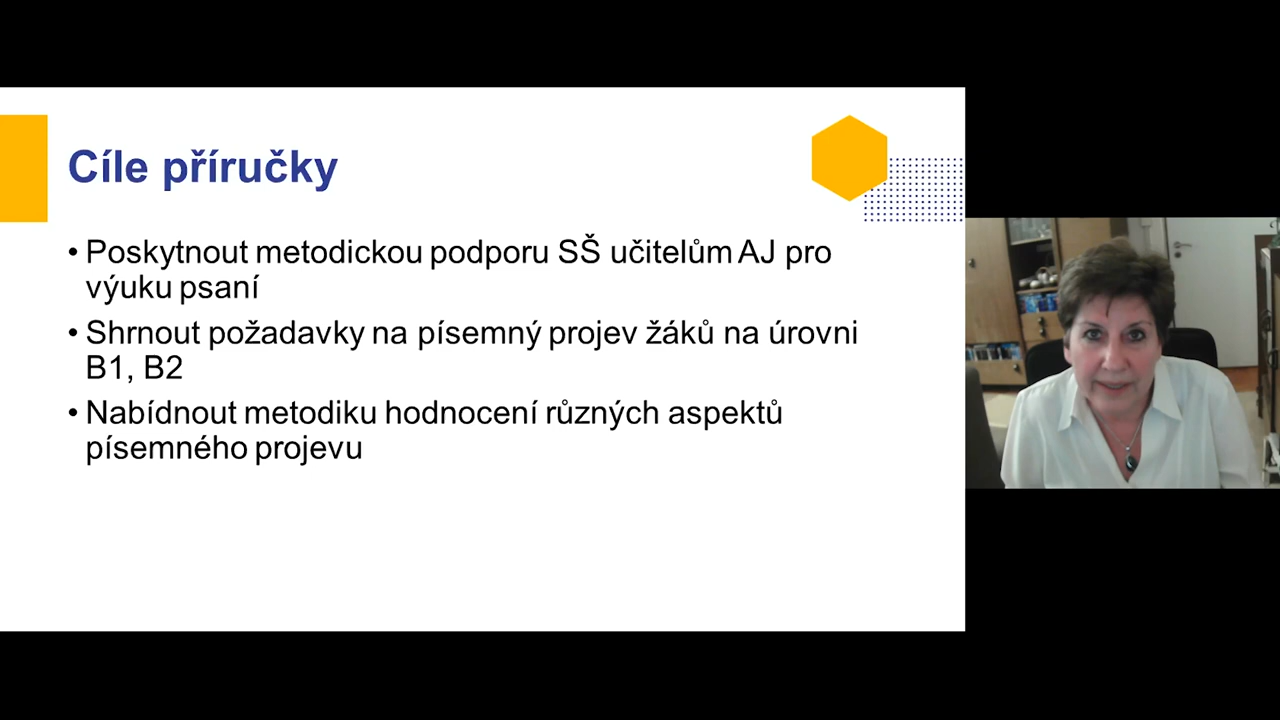 Cíle příručky
• Poskytnout metodickou podporu SŠ učitelům AJ pro
výuku psaní
• Shrnout požadavky na písemný projev žáků na úrovni
B1, B2
• Nabídnout metodiku hodnocení různých aspektů
písemného projevu